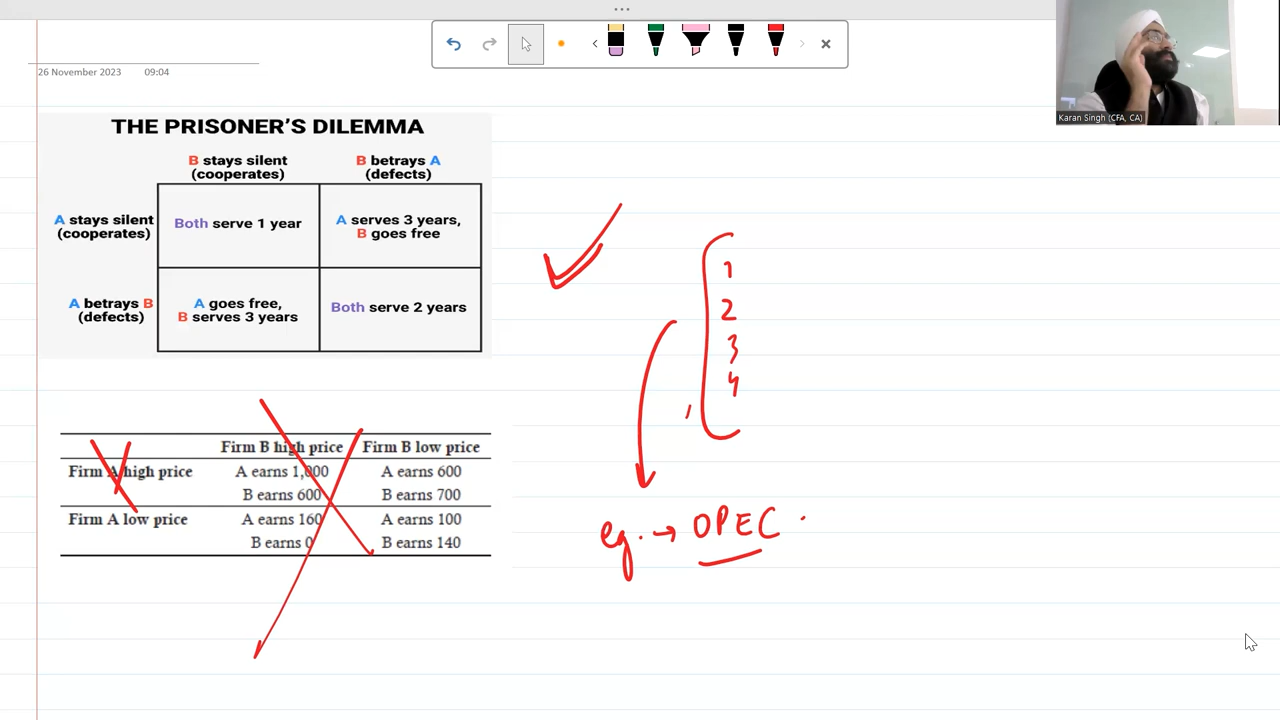 26 November 2023 09:04
Karan Singh (CFA, CA)
THE PRISONER'S DILEMMA
B stays silent (cooperates)
B betrays A (defects)
A stays silent (cooperates)
Both serve 1 year
A serves 3 years, B goes free
A betrays B (defects)
A goes free, B serves 3 years
Both serve 2 years
1
2
3
4
Firm B high price Firm B low price
Firm A high price A earns 1,000 A earns 600
B earns 600 B earns 700
Firm A low price A earns 160 A earns 100
B earns 0 B earns 140
eg. → OPEC